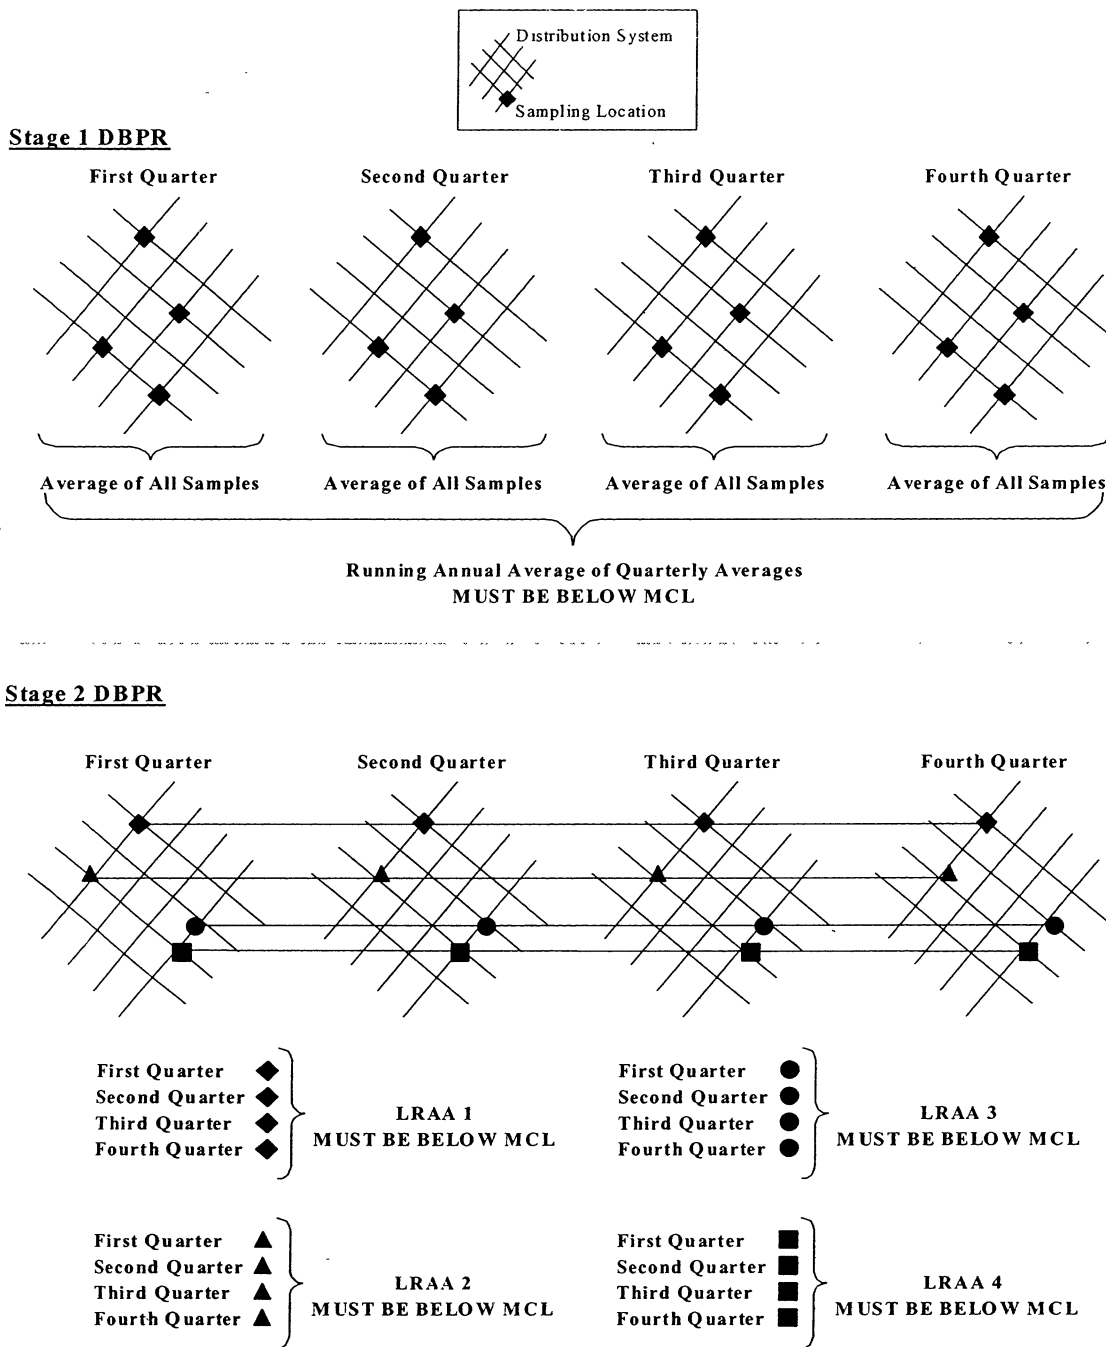 Distribution System
Sampling Location
Stage 1 DBPR
First Quarter
Second Quarter
Third Quarter
Fourth Quarter
Average of All Samples
Average of All Samples
Average of All Samples
Average of All Samples
Running Annual Average of Quarterly Averages
MUST BE BELOW MCL
Stage 2 DBPR
First Quarter
Second Quarter
Third Quarter
Fourth Quarter
First Quarter
Second Quarter
Third Quarter
Fourth Quarter
LRAA 1
MUST BE BELOW MCL
First Quarter
Second Quarter
Third Quarter
Fourth Quarter
LRAA 3
MUST BE BELOW MCL
First Quarter
Second Quarter
Third Quarter
Fourth Quarter
LRAA 2
MUST BE BELOW MCL
First Quarter
Second Quarter
Third Quarter
Fourth Quarter
LRAA 4
MUST BE BELOW MCL